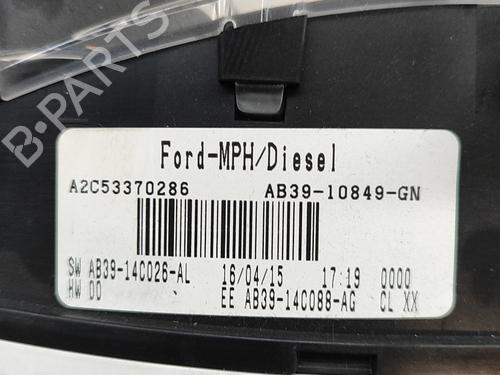 B-PARTS
Ford-MPH/Diesel
A2C53370286 AB39-10849-GN
SW AB39-14C026-AL 16/04/15 17:19 0000
HW DD EE AB39-14C088-AG CL XX